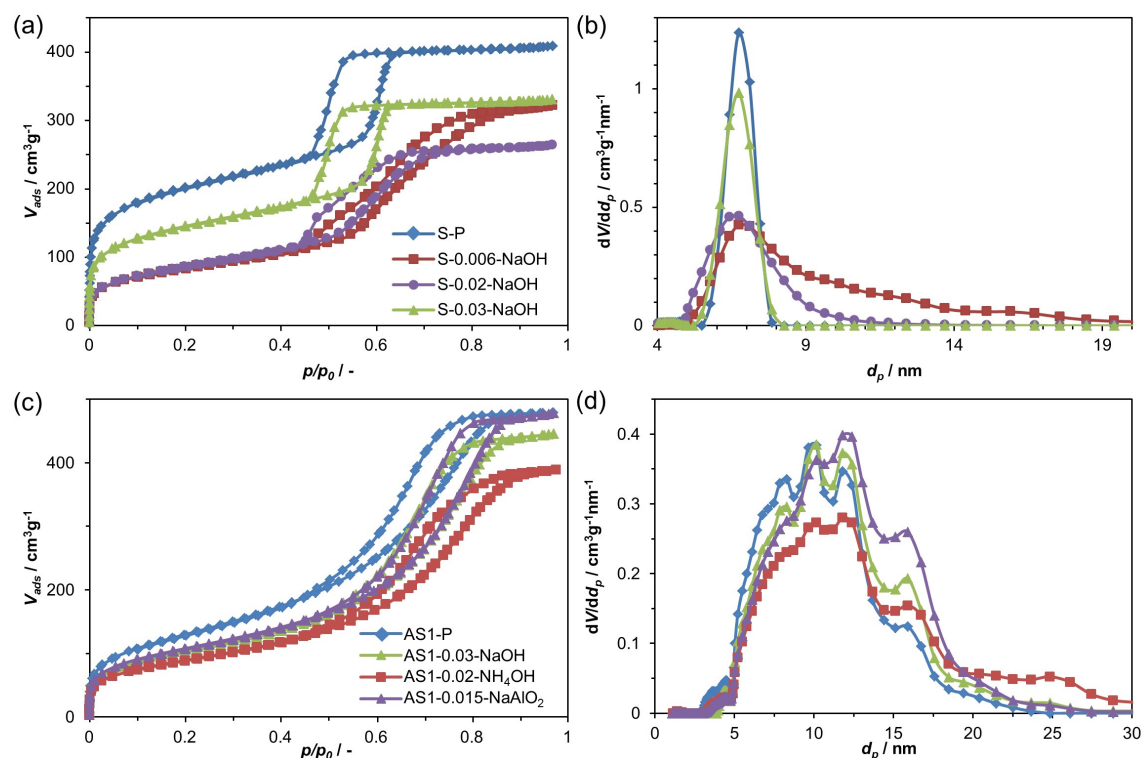 (a)
400
300
200
100
0
V_ads / cm³g⁻¹
S-P
S-0.006-NaOH
S-0.02-NaOH
S-0.03-NaOH
0 0.2 0.4 0.6 0.8 1
p/p₀ / -
(b)
1
0.5
0
dV/dd_p / cm³g⁻¹nm⁻¹
4 9 14 19
d_p / nm
(c)
400
200
0
V_ads / cm³g⁻¹
AS1-P
AS1-0.03-NaOH
AS1-0.02-NH₄OH
AS1-0.015-NaAlO₂
0 0.2 0.4 0.6 0.8 1
p/p₀ / -
(d)
0.4
0.3
0.2
0.1
0
dV/dd_p / cm³g⁻¹nm⁻¹
0 5 10 15 20 25 30
d_p / nm